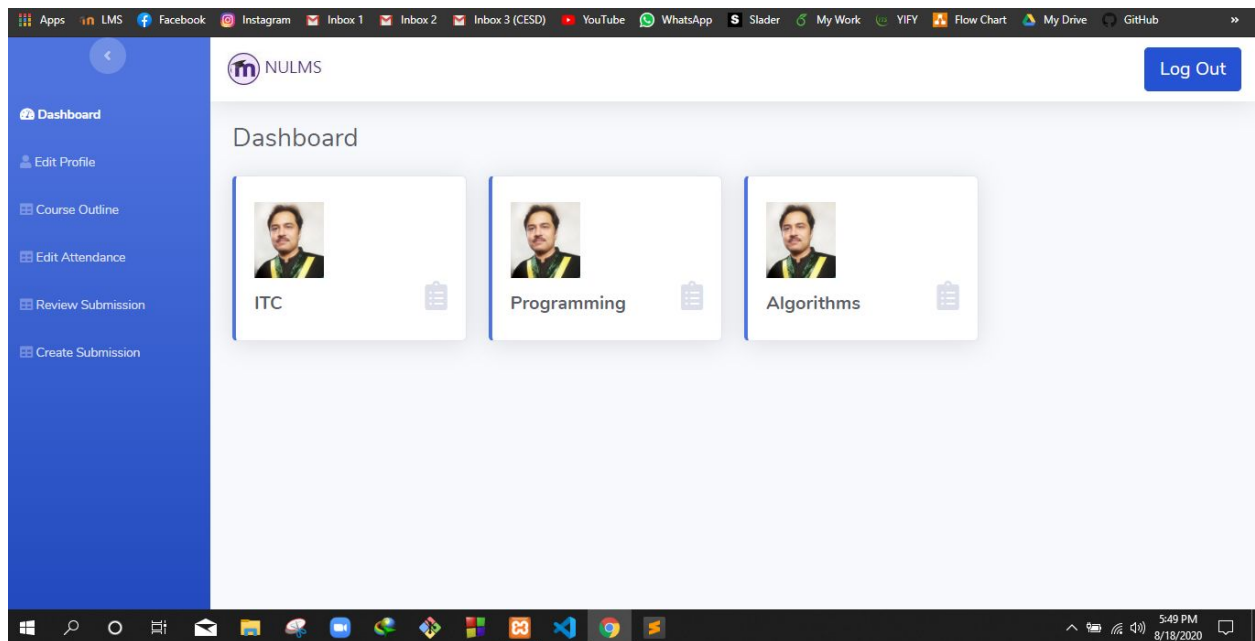 Apps LMS Facebook Instagram Inbox 1 Inbox 2 Inbox 3 (CESD) YouTube WhatsApp S Slader My Work YIFY Flow Chart My Drive GitHub »
m NULMS
Log Out
Dashboard
Edit Profile
Course Outline
Edit Attendance
Review Submission
Create Submission
Dashboard
ITC
Programming
Algorithms
5:49 PM
8/18/2020